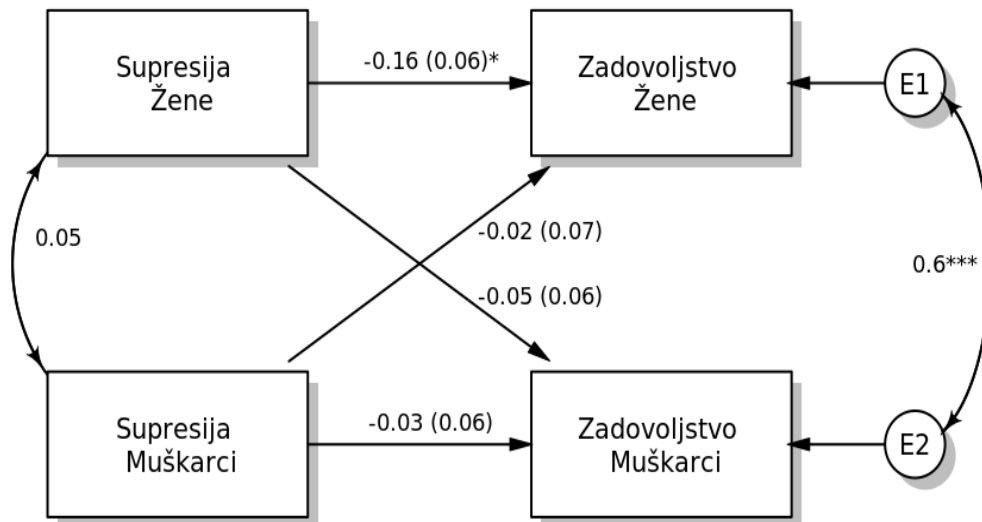 Supresija
Žene
-0.16 (0.06)*
Zadovoljstvo
Žene
E1
0.05
-0.02 (0.07)
-0.05 (0.06)
0.6***
Supresija
Muškarci
-0.03 (0.06)
Zadovoljstvo
Muškarci
E2